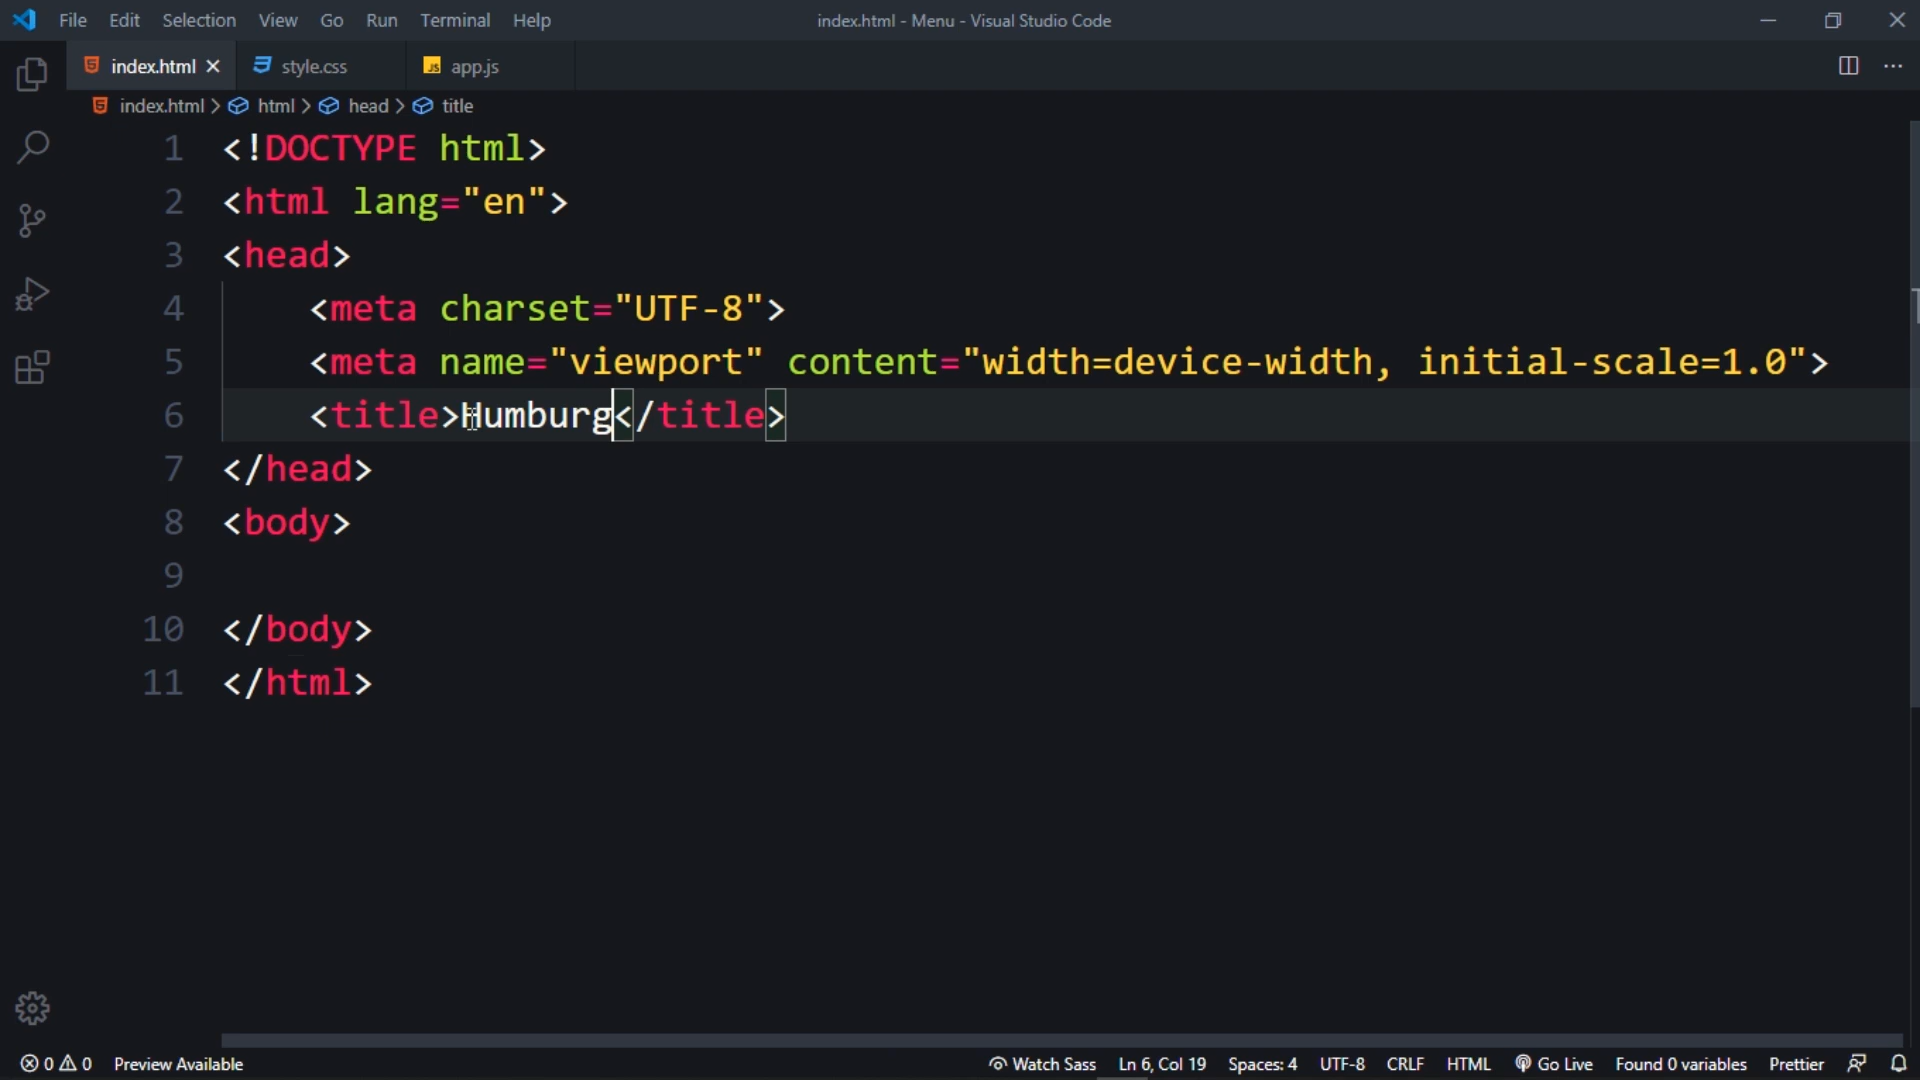 File Edit Selection View Go Run Terminal Help index.html - Menu - Visual Studio Code
index.html style.css JS app.js
index.html > html > head > title
1 <!DOCTYPE html>
2 <html lang="en">
3 <head>
4     <meta charset="UTF-8">
5     <meta name="viewport" content="width=device-width, initial-scale=1.0">
6     <title>Humburg</title>
7 </head>
8 <body>
9
10 </body>
11 </html>
0 0 Preview Available Watch Sass Ln 6, Col 19 Spaces: 4 UTF-8 CRLF HTML Go Live Found 0 variables Prettier